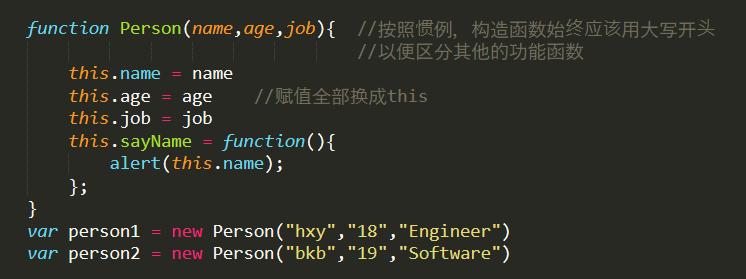 function Person(name,age,job){  //按照惯例，构造函数始终应该用大写开头
                                //以便区分其他的功能函数
    this.name = name
    this.age = age    //赋值全部换成this
    this.job = job
    this.sayName = function(){
        alert(this.name);
    };
}
var person1 = new Person("hxy","18","Engineer")
var person2 = new Person("bkb","19","Software")